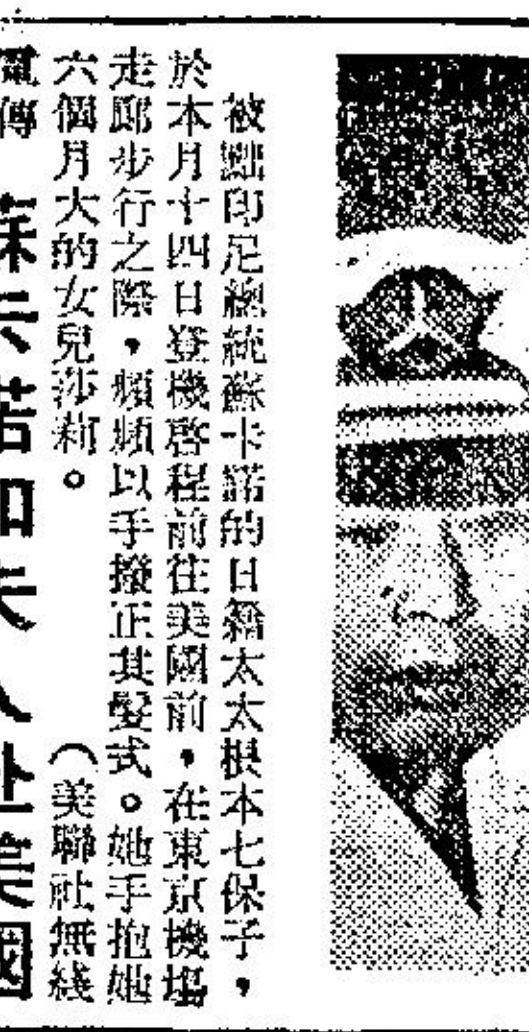 被黜印尼總統蘇卡諾的日籍太太根本七保子，
於本月十四日登機啓程前往美國前，在東京機場
走廊步行之際，頻頻以手撥正其髮式。她手抱她
六個月大的女兒莎莉。（美聯社無綫
電傳
蘇卡諾如夫人赴美國